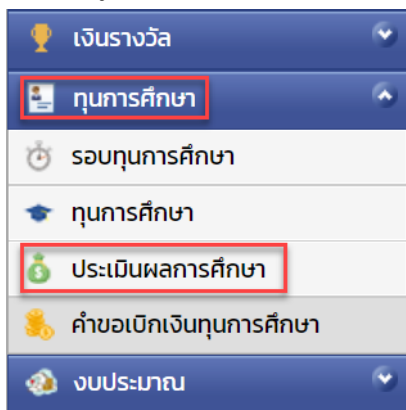 เงินรางวัล
ทุนการศึกษา
รอบทุนการศึกษา
ทุนการศึกษา
ประเมินผลการศึกษา
คำขอเบิกเงินทุนการศึกษา
งบประมาณ